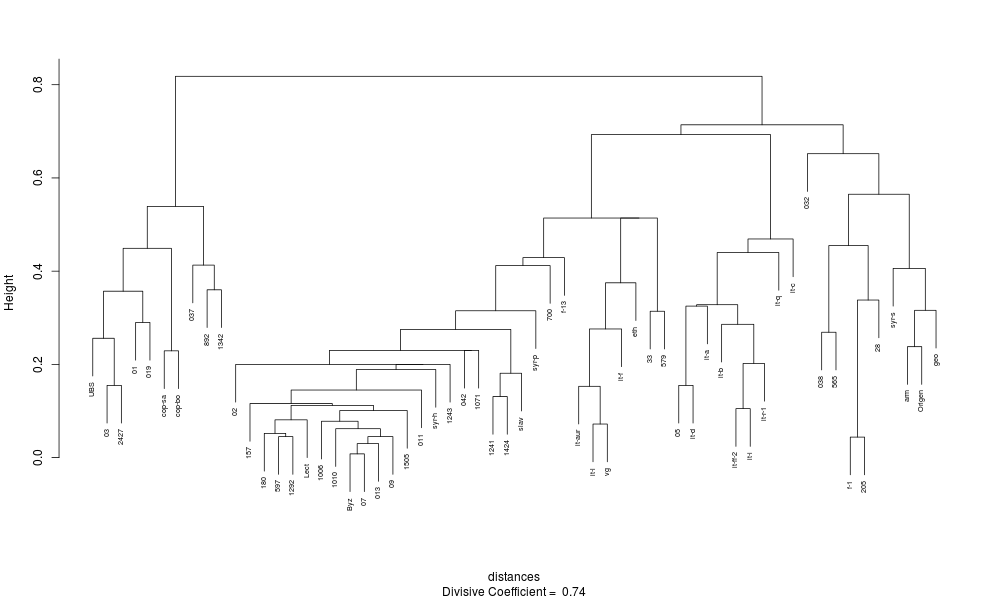 0.8
0.6
0.4
0.2
0.0
Height
UBS
03
2427
01
019
cop-sa
cop-bo
037
892
1342
02
157
180
597
1292
Lect
1006
1010
Byz
07
013
09
1505
011
syr-h
1243
042
1071
1241
1424
slav
syr-p
700
f-13
it-aur
it-l
vg
it-f
eth
33
579
05
it-d
it-a
it-b
it-ff-2
it-i
it-r-1
it-q
it-c
032
038
565
f-1
205
28
syr-s
arm
Origen
geo
distances
Divisive Coefficient = 0.74